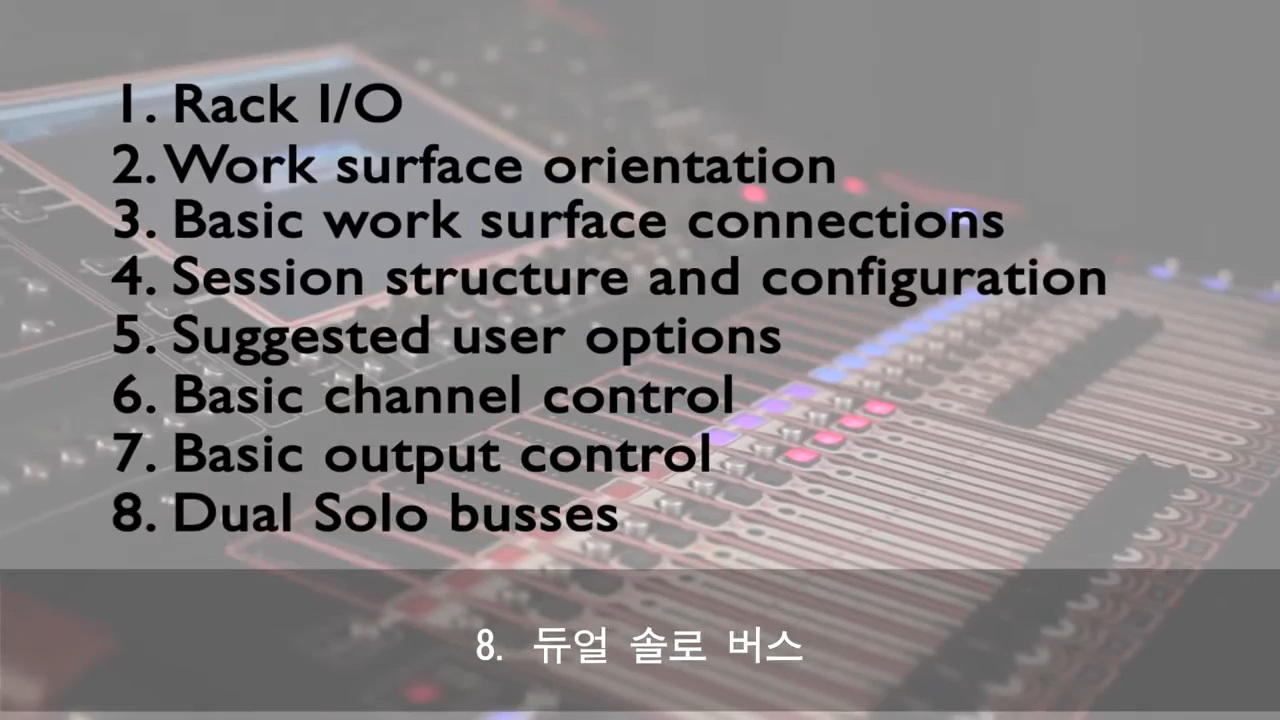 1. Rack I/O
2. Work surface orientation
3. Basic work surface connections
4. Session structure and configuration
5. Suggested user options
6. Basic channel control
7. Basic output control
8. Dual Solo busses
8. 듀얼 솔로 버스